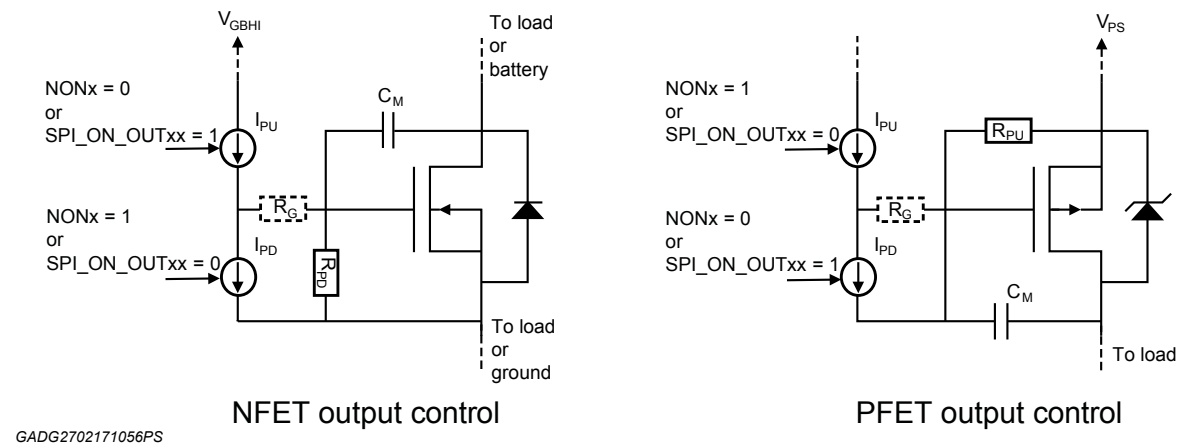 V_GBHI
To load
or
battery
NONx = 0
or
SPI_ON_OUTxx = 1
I_PU
C_M
R_G
NONx = 1
or
SPI_ON_OUTxx = 0
I_PD
R_PD
To load
or
ground
NFET output control
V_PS
NONx = 1
or
SPI_ON_OUTxx = 0
I_PU
R_PU
R_G
NONx = 0
or
SPI_ON_OUTxx = 1
I_PD
C_M
To load
PFET output control
GADG2702171056PS